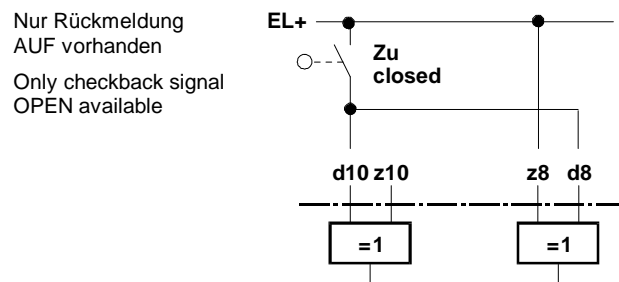 Nur Rückmeldung
AUF vorhanden
Only checkback signal
OPEN available
EL+
Zu
closed
d10 z10
z8 d8
=1
=1